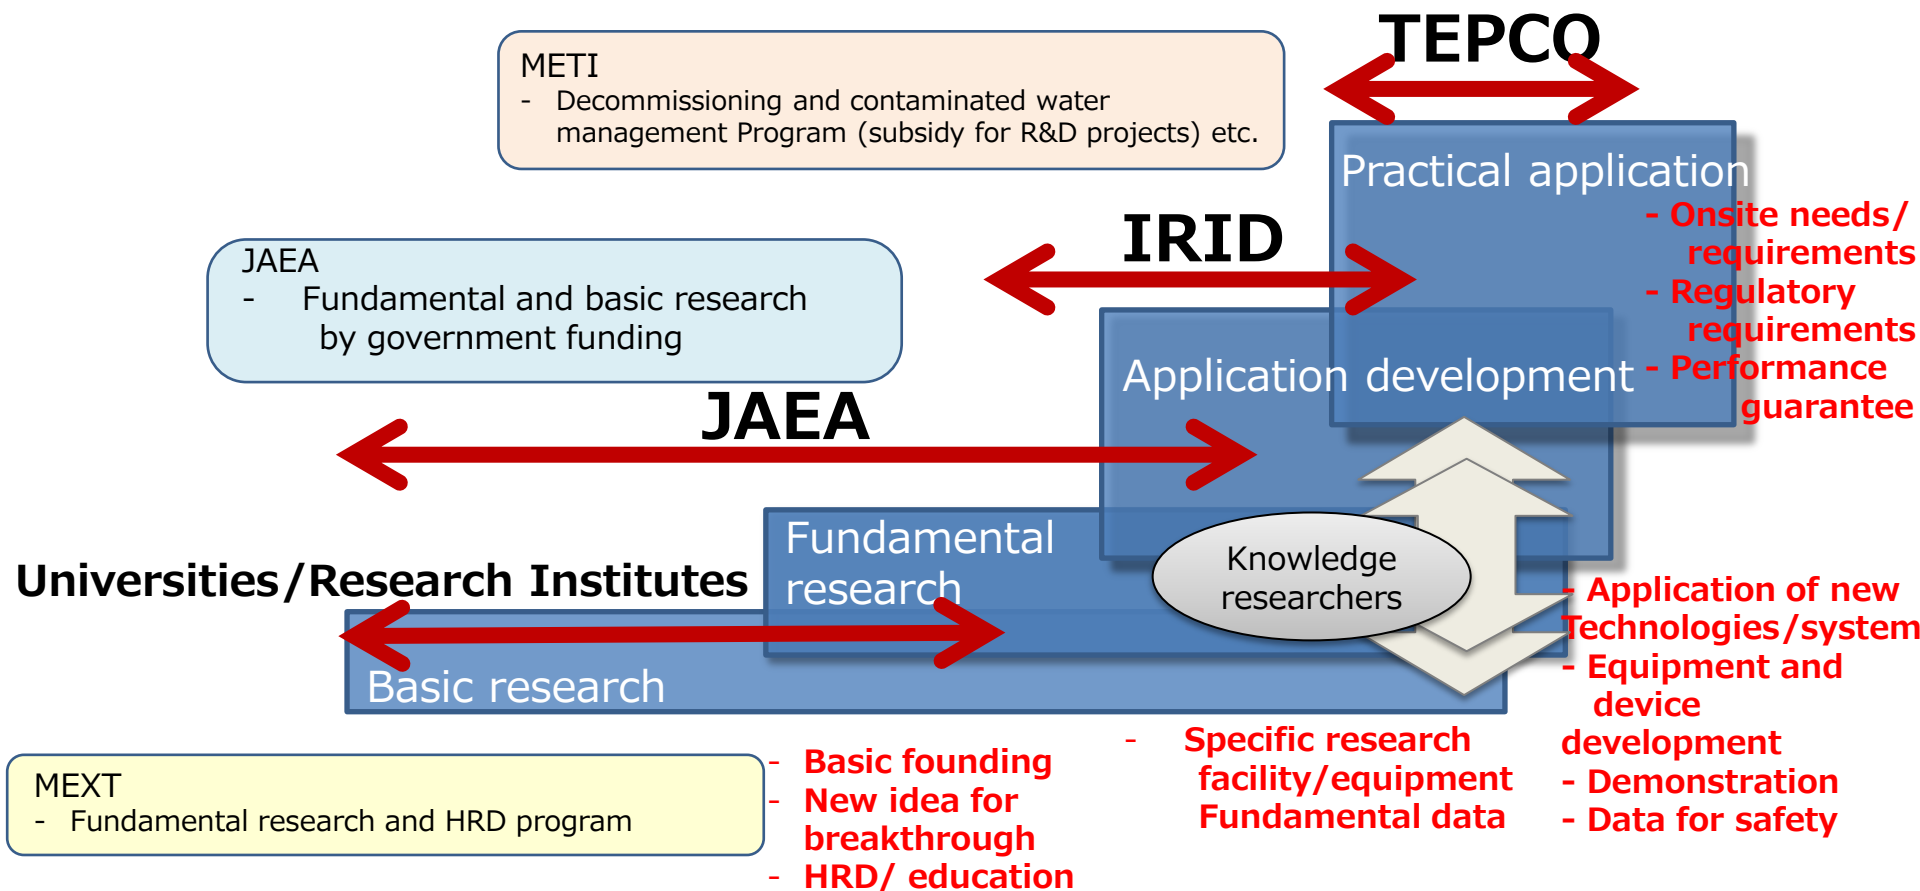 TEPCO
METI
- Decommissioning and contaminated water
management Program (subsidy for R&D projects) etc.
Practical application
- Onsite needs/
requirements
- Regulatory
requirements
- Performance
guarantee
IRID
JAEA
- Fundamental and basic research
by government funding
Application development
JAEA
Fundamental
research
Knowledge
researchers
Universities/Research Institutes
Basic research
- Application of new
Technologies/system
- Equipment and
device
development
- Demonstration
- Data for safety
- Specific research
facility/equipment
Fundamental data
- Basic founding
- New idea for
breakthrough
- HRD/ education
MEXT
- Fundamental research and HRD program